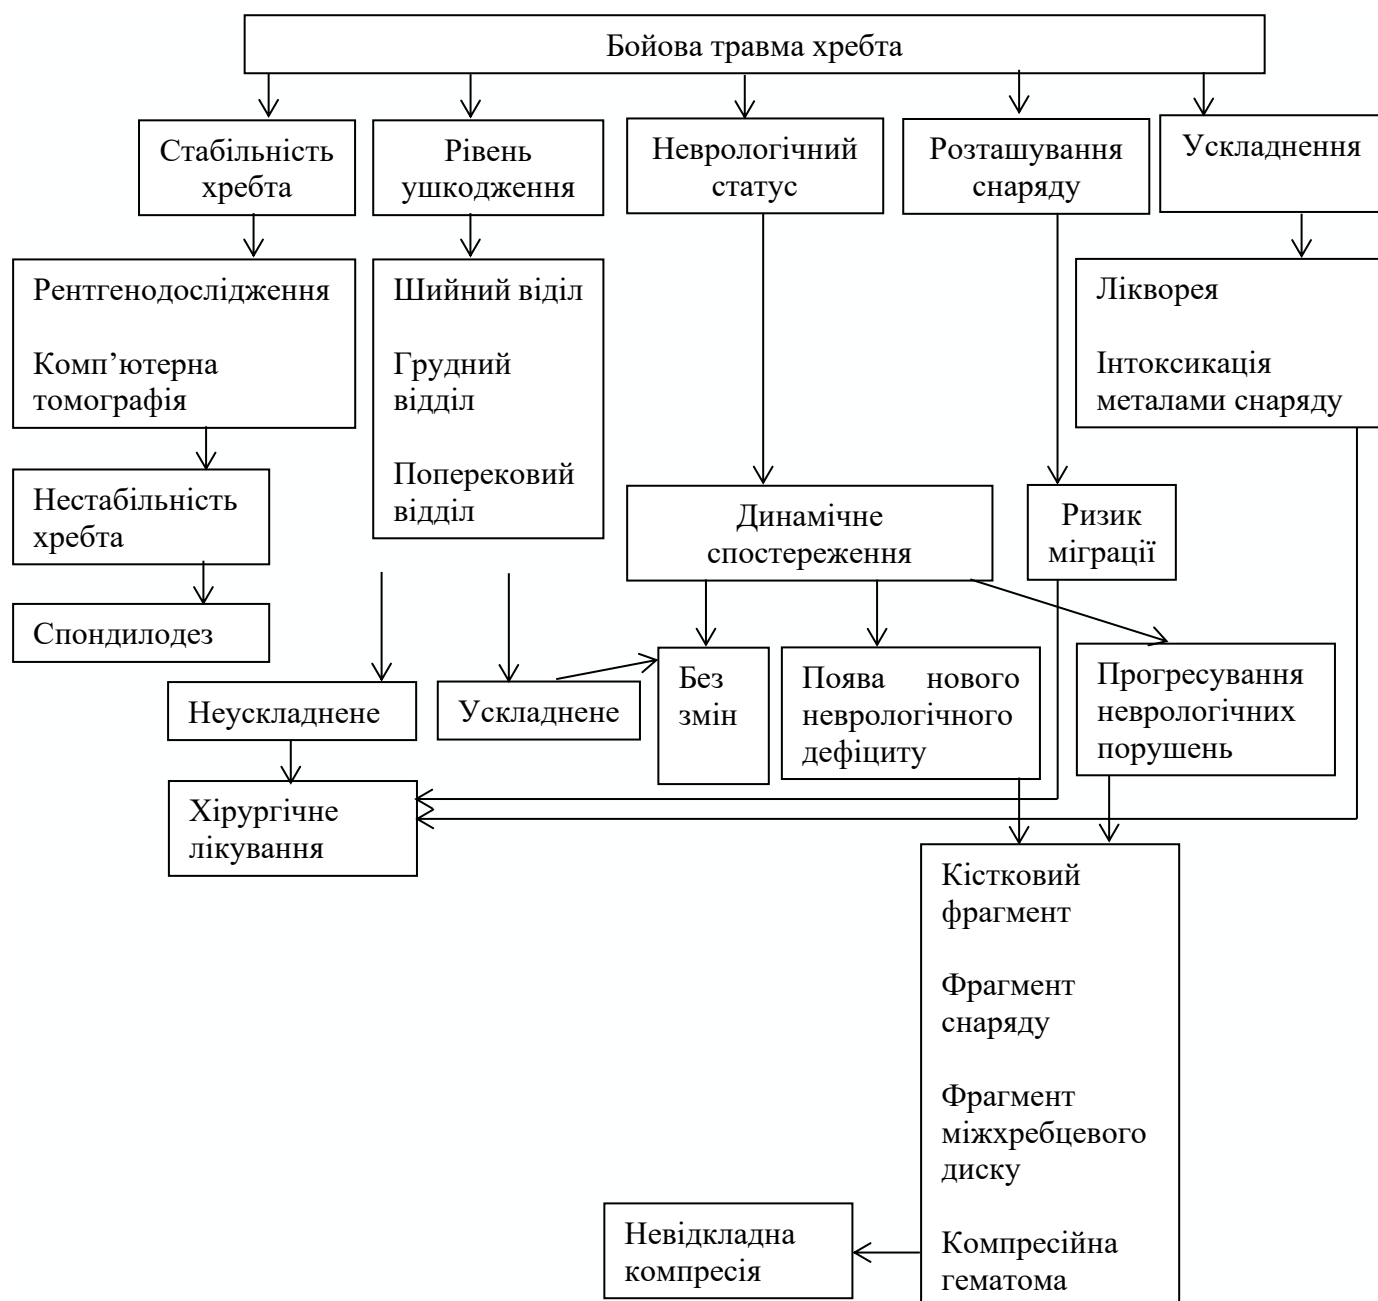 Бойова травма хребта
Стабільність
хребта
Рівень
ушкодження
Неврологічний
статус
Розташування
снаряду
Ускладнення
Рентгенодослідження
Комп’ютерна
томографія
Шийний віділ
Грудний
відділ
Поперековий
відділ
Лікворея
Інтоксикація
металами снаряду
Нестабільність
хребта
Динамічне
спостереження
Ризик
міграції
Спондилодез
Неускладнене
Ускладнене
Без
змін
Поява нового
неврологічного
дефіциту
Прогресування
неврологічних
порушень
Хірургічне
лікування
Кістковий
фрагмент
Фрагмент
снаряду
Фрагмент
міжхребцевого
диску
Компресійна
гематома
Невідкладна
компресія